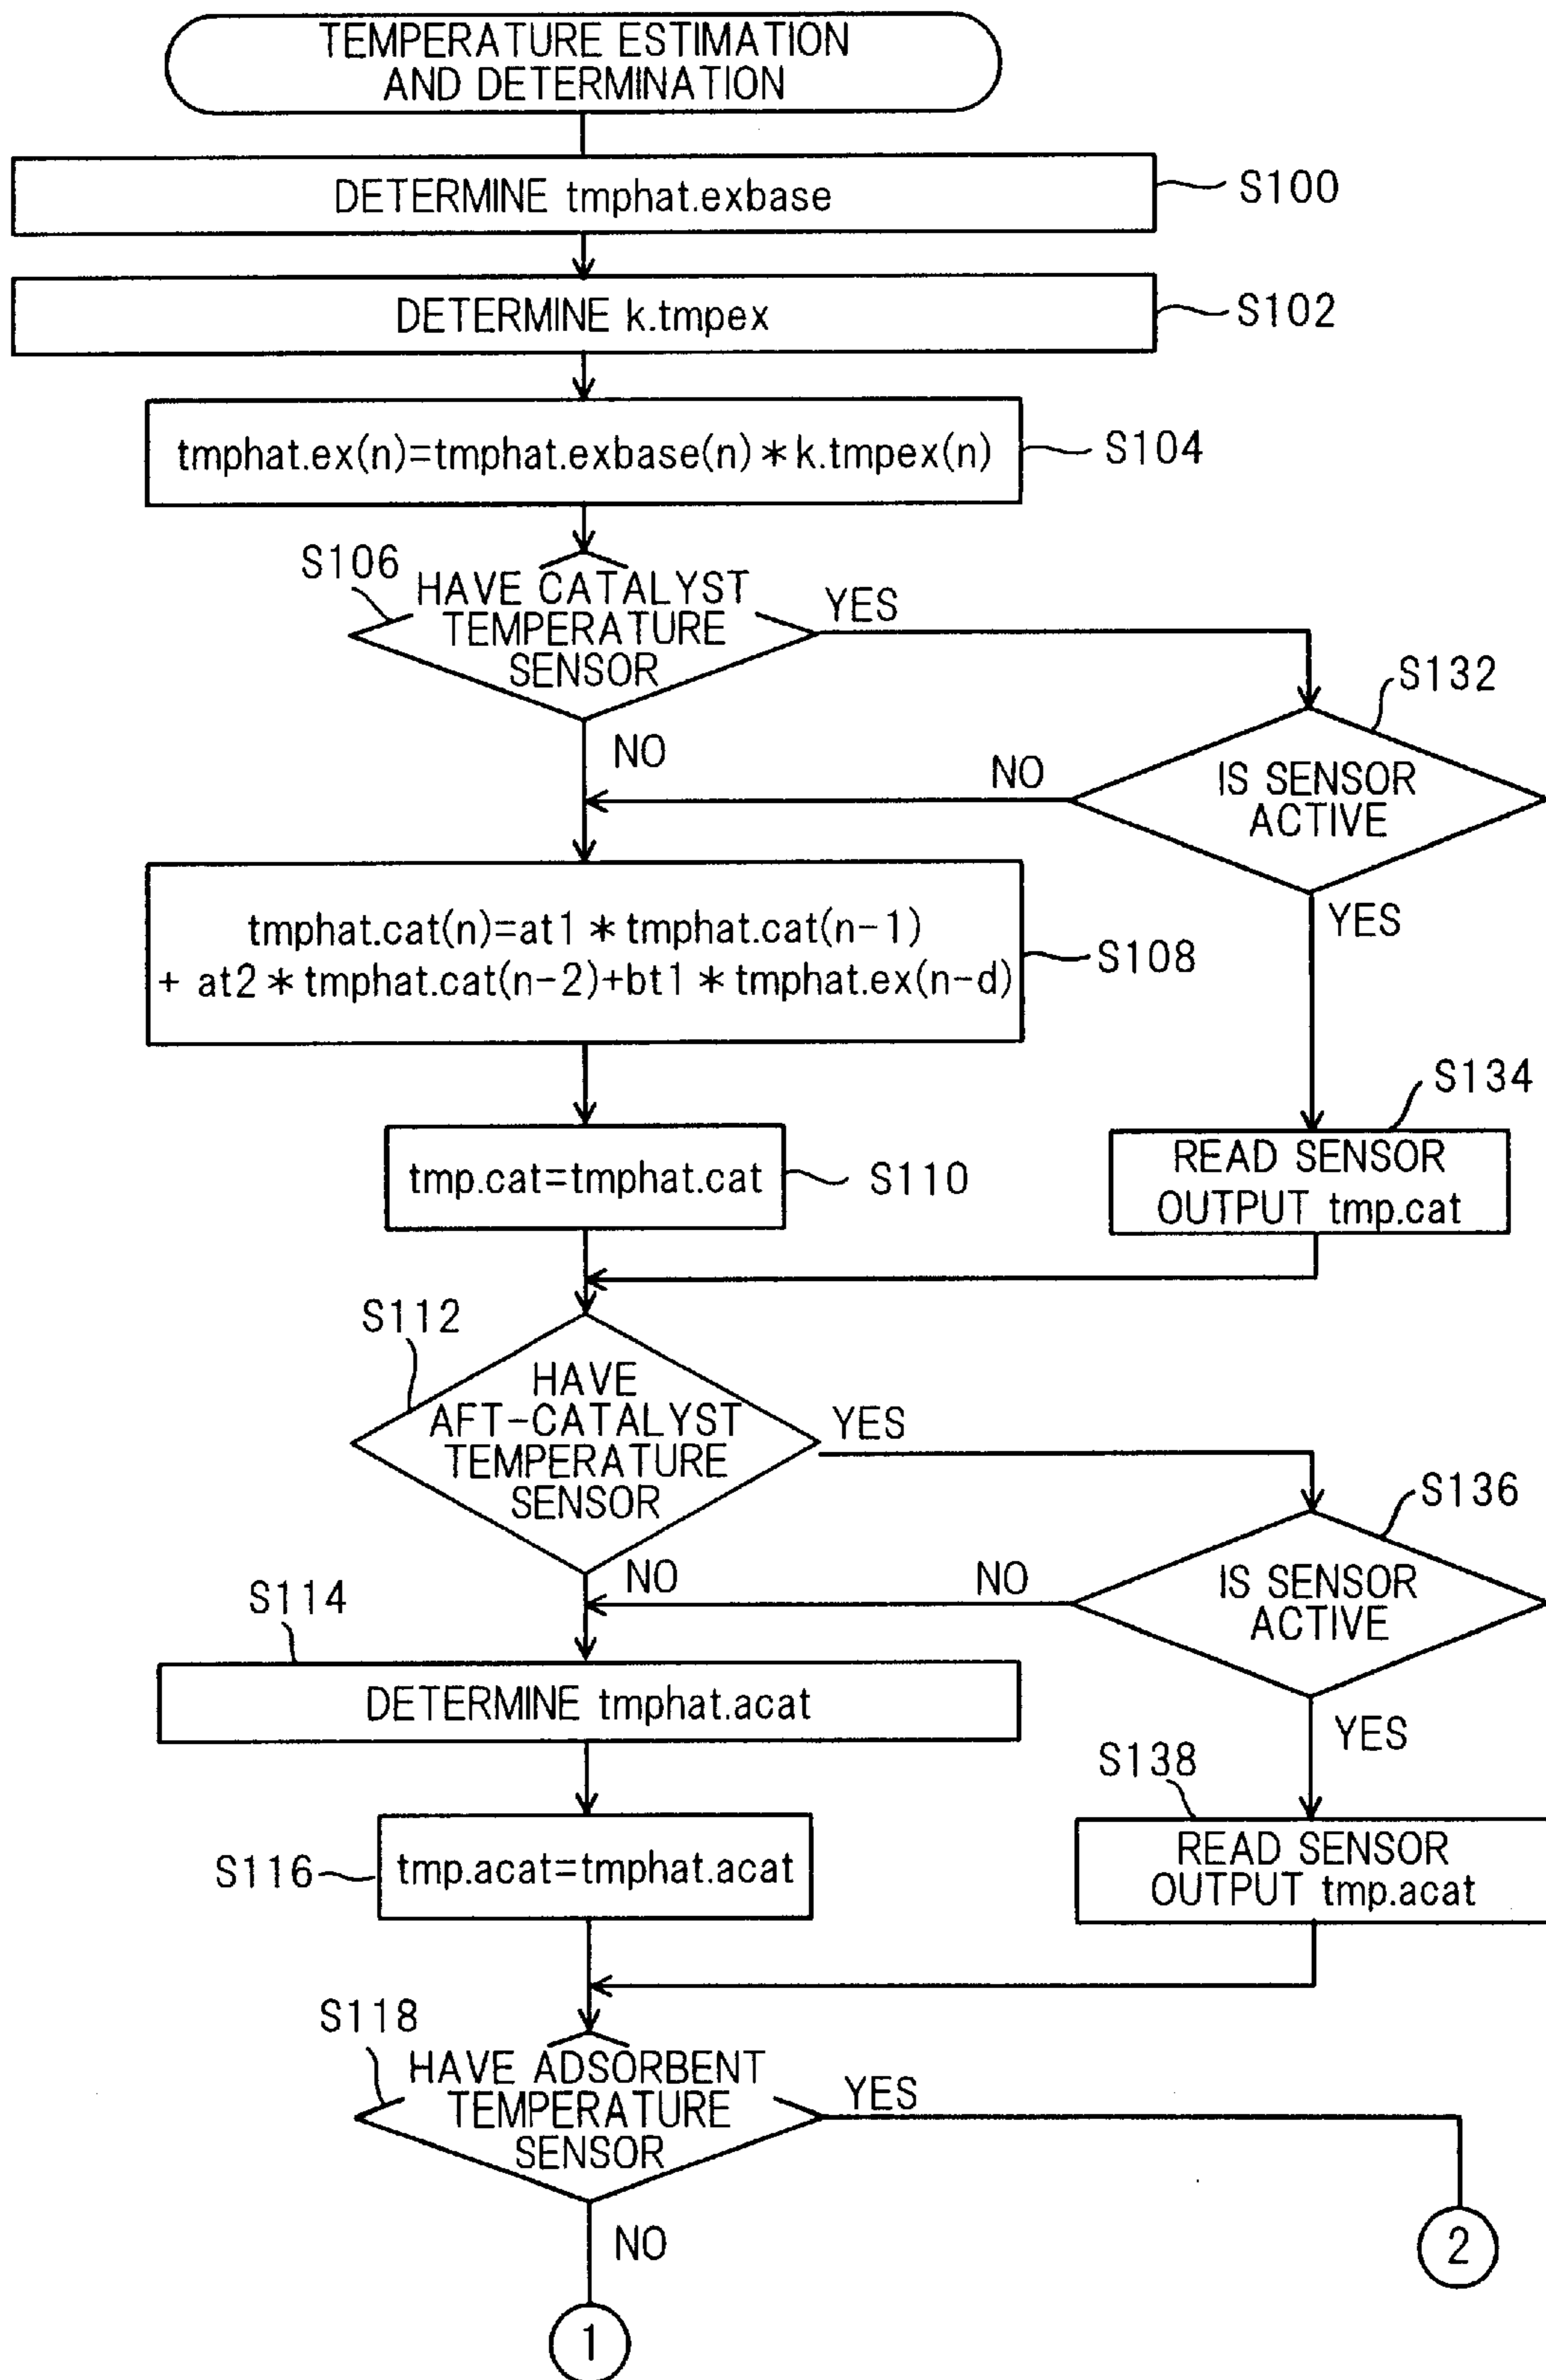 TEMPERATURE ESTIMATION
AND DETERMINATION
DETERMINE tmphat.exbase
S100
DETERMINE k.tmpex
S102
tmphat.ex(n)=tmphat.exbase(n)*k.tmpex(n)
S104
S106
HAVE CATALYST
TEMPERATURE
SENSOR
YES
NO
S132
IS SENSOR
ACTIVE
NO
YES
tmphat.cat(n)=at1*tmphat.cat(n-1)
+ at2*tmphat.cat(n-2)+bt1*tmphat.ex(n-d)
S108
S134
READ SENSOR
OUTPUT tmp.cat
tmp.cat=tmphat.cat
S110
S112
HAVE
AFT-CATALYST
TEMPERATURE
SENSOR
YES
NO
S136
IS SENSOR
ACTIVE
NO
YES
S114
DETERMINE tmphat.acat
S138
READ SENSOR
OUTPUT tmp.acat
S116
tmp.acat=tmphat.acat
S118
HAVE ADSORBENT
TEMPERATURE
SENSOR
YES
NO
2
1